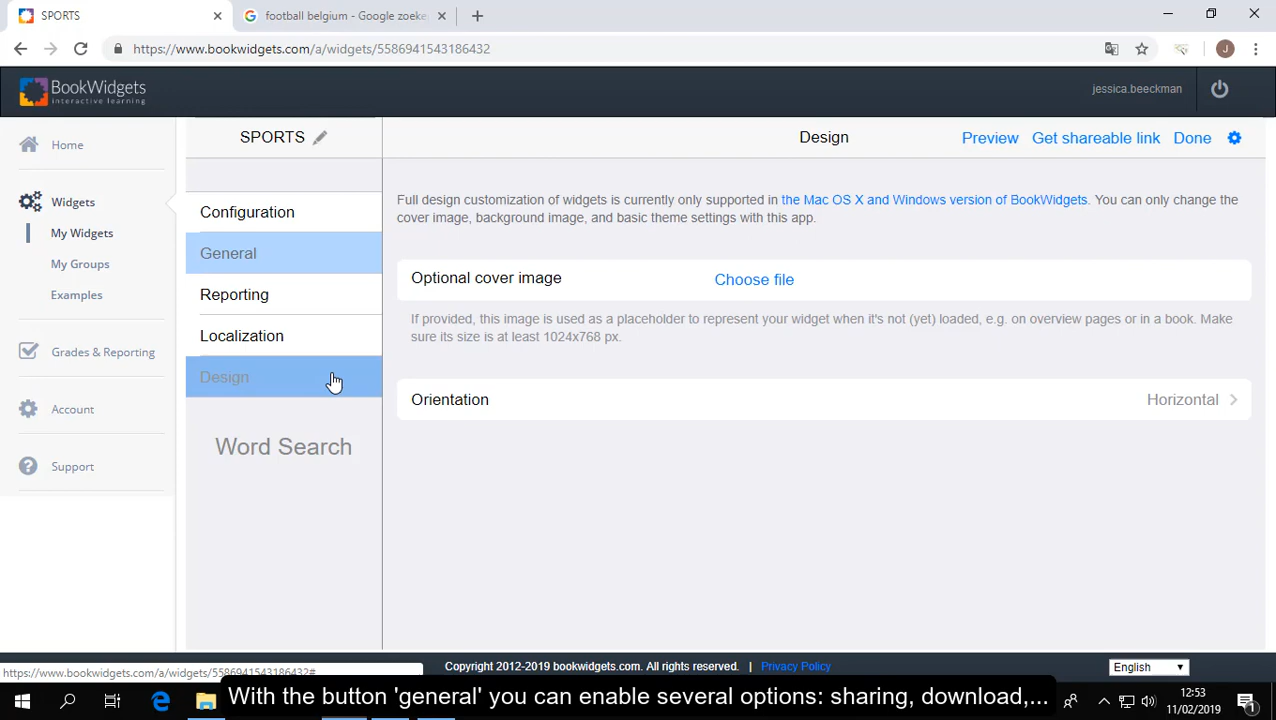 SPORTS
football belgium - Google zoeke
https://www.bookwidgets.com/a/widgets/5586941543186432
J
BookWidgets
interactive learning
jessica.beeckman
Home
Widgets
My Widgets
My Groups
Examples
Grades & Reporting
Account
Support
SPORTS
Configuration
General
Reporting
Localization
Design
Word Search
Design
Preview
Get shareable link
Done
Full design customization of widgets is currently only supported in the Mac OS X and Windows version of BookWidgets. You can only change the
cover image, background image, and basic theme settings with this app.
Optional cover image
Choose file
If provided, this image is used as a placeholder to represent your widget when it's not (yet) loaded, e.g. on overview pages or in a book. Make
sure its size is at least 1024x768 px.
Orientation
Horizontal
https://www.bookwidgets.com/a/widgets/5586941543186432#
Copyright 2012-2019 bookwidgets.com. All rights reserved. | Privacy Policy
English
With the button 'general' you can enable several options: sharing, download,...
12:53
11/02/2019
1